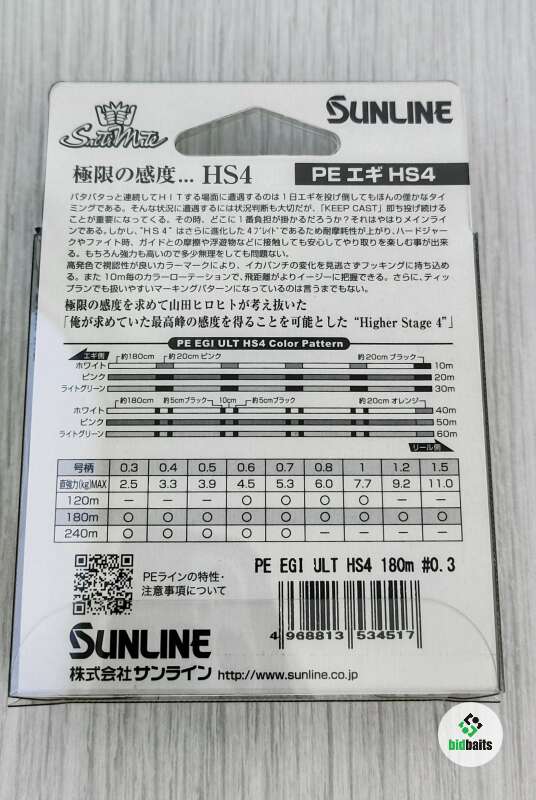 SaltiMate
SUNLINE
極限の感度… HS4
PE エギ HS4
バタバタっと連続してHITする場面に遭遇するのは1日エギを投げ倒してもほんの僅かなタ
イミングである。そんな状況に遭遇するには状況判断も大切だが、「KEEP CAST」即ち投げ続ける
ことが重要になってくる。その時、どこに1番負担が掛かるだろうか?それはやはりメインライ
ンである。しかし、"HS 4" はさらに進化した4ブレイドであるため耐摩耗性が上がり、ハードジャー
クやファイト時、ガイドとの摩擦や浮遊物などに接触しても安心してやり取りを楽しむ事が出来
る。もちろん強力も高いので多少無理をしても問題ない。
高発色で視認性が良いカラーマークにより、イカパンチの変化を見逃さずフッキングに持ち込め
る。また10m毎のカラーローテーションで、飛距離がよりイージーに把握できる。さらに、ティッ
プランでも扱いやすいマーキングパターンになっているのは言うまでもない。
極限の感度を求めて山田ヒロヒトが考え抜いた
「俺が求めていた最高峰の感度を得ることを可能とした "Higher Stage 4"」
PE EGI ULT HS4 Color Pattern
エギ側 約180cm 約20cm ピンク 約20cm ブラック
ホワイト 10m
ピンク 20m
ライトグリーン 30m
約180cm 約5cmブラック 10cm 約5cmブラック 約20cm オレンジ
ホワイト 40m
ピンク 50m
ライトグリーン 60m
リール側
号柄 0.3 0.4 0.5 0.6 0.7 0.8 1 1.2 1.5
直強力(kg)MAX 2.5 3.3 3.9 4.5 5.3 6.0 7.7 9.2 11.0
120m － － － ○ ○ ○ ○ － －
180m ○ ○ ○ ○ ○ ○ ○ ○ ○
240m － － － ○ ○ ○ ○ － －
PEラインの特性・
注意事項について
PE EGI ULT HS4 180m #0.3
4 968813 534517
SUNLINE
株式会社サンライン http://www.sunline.co.jp
bidbaits